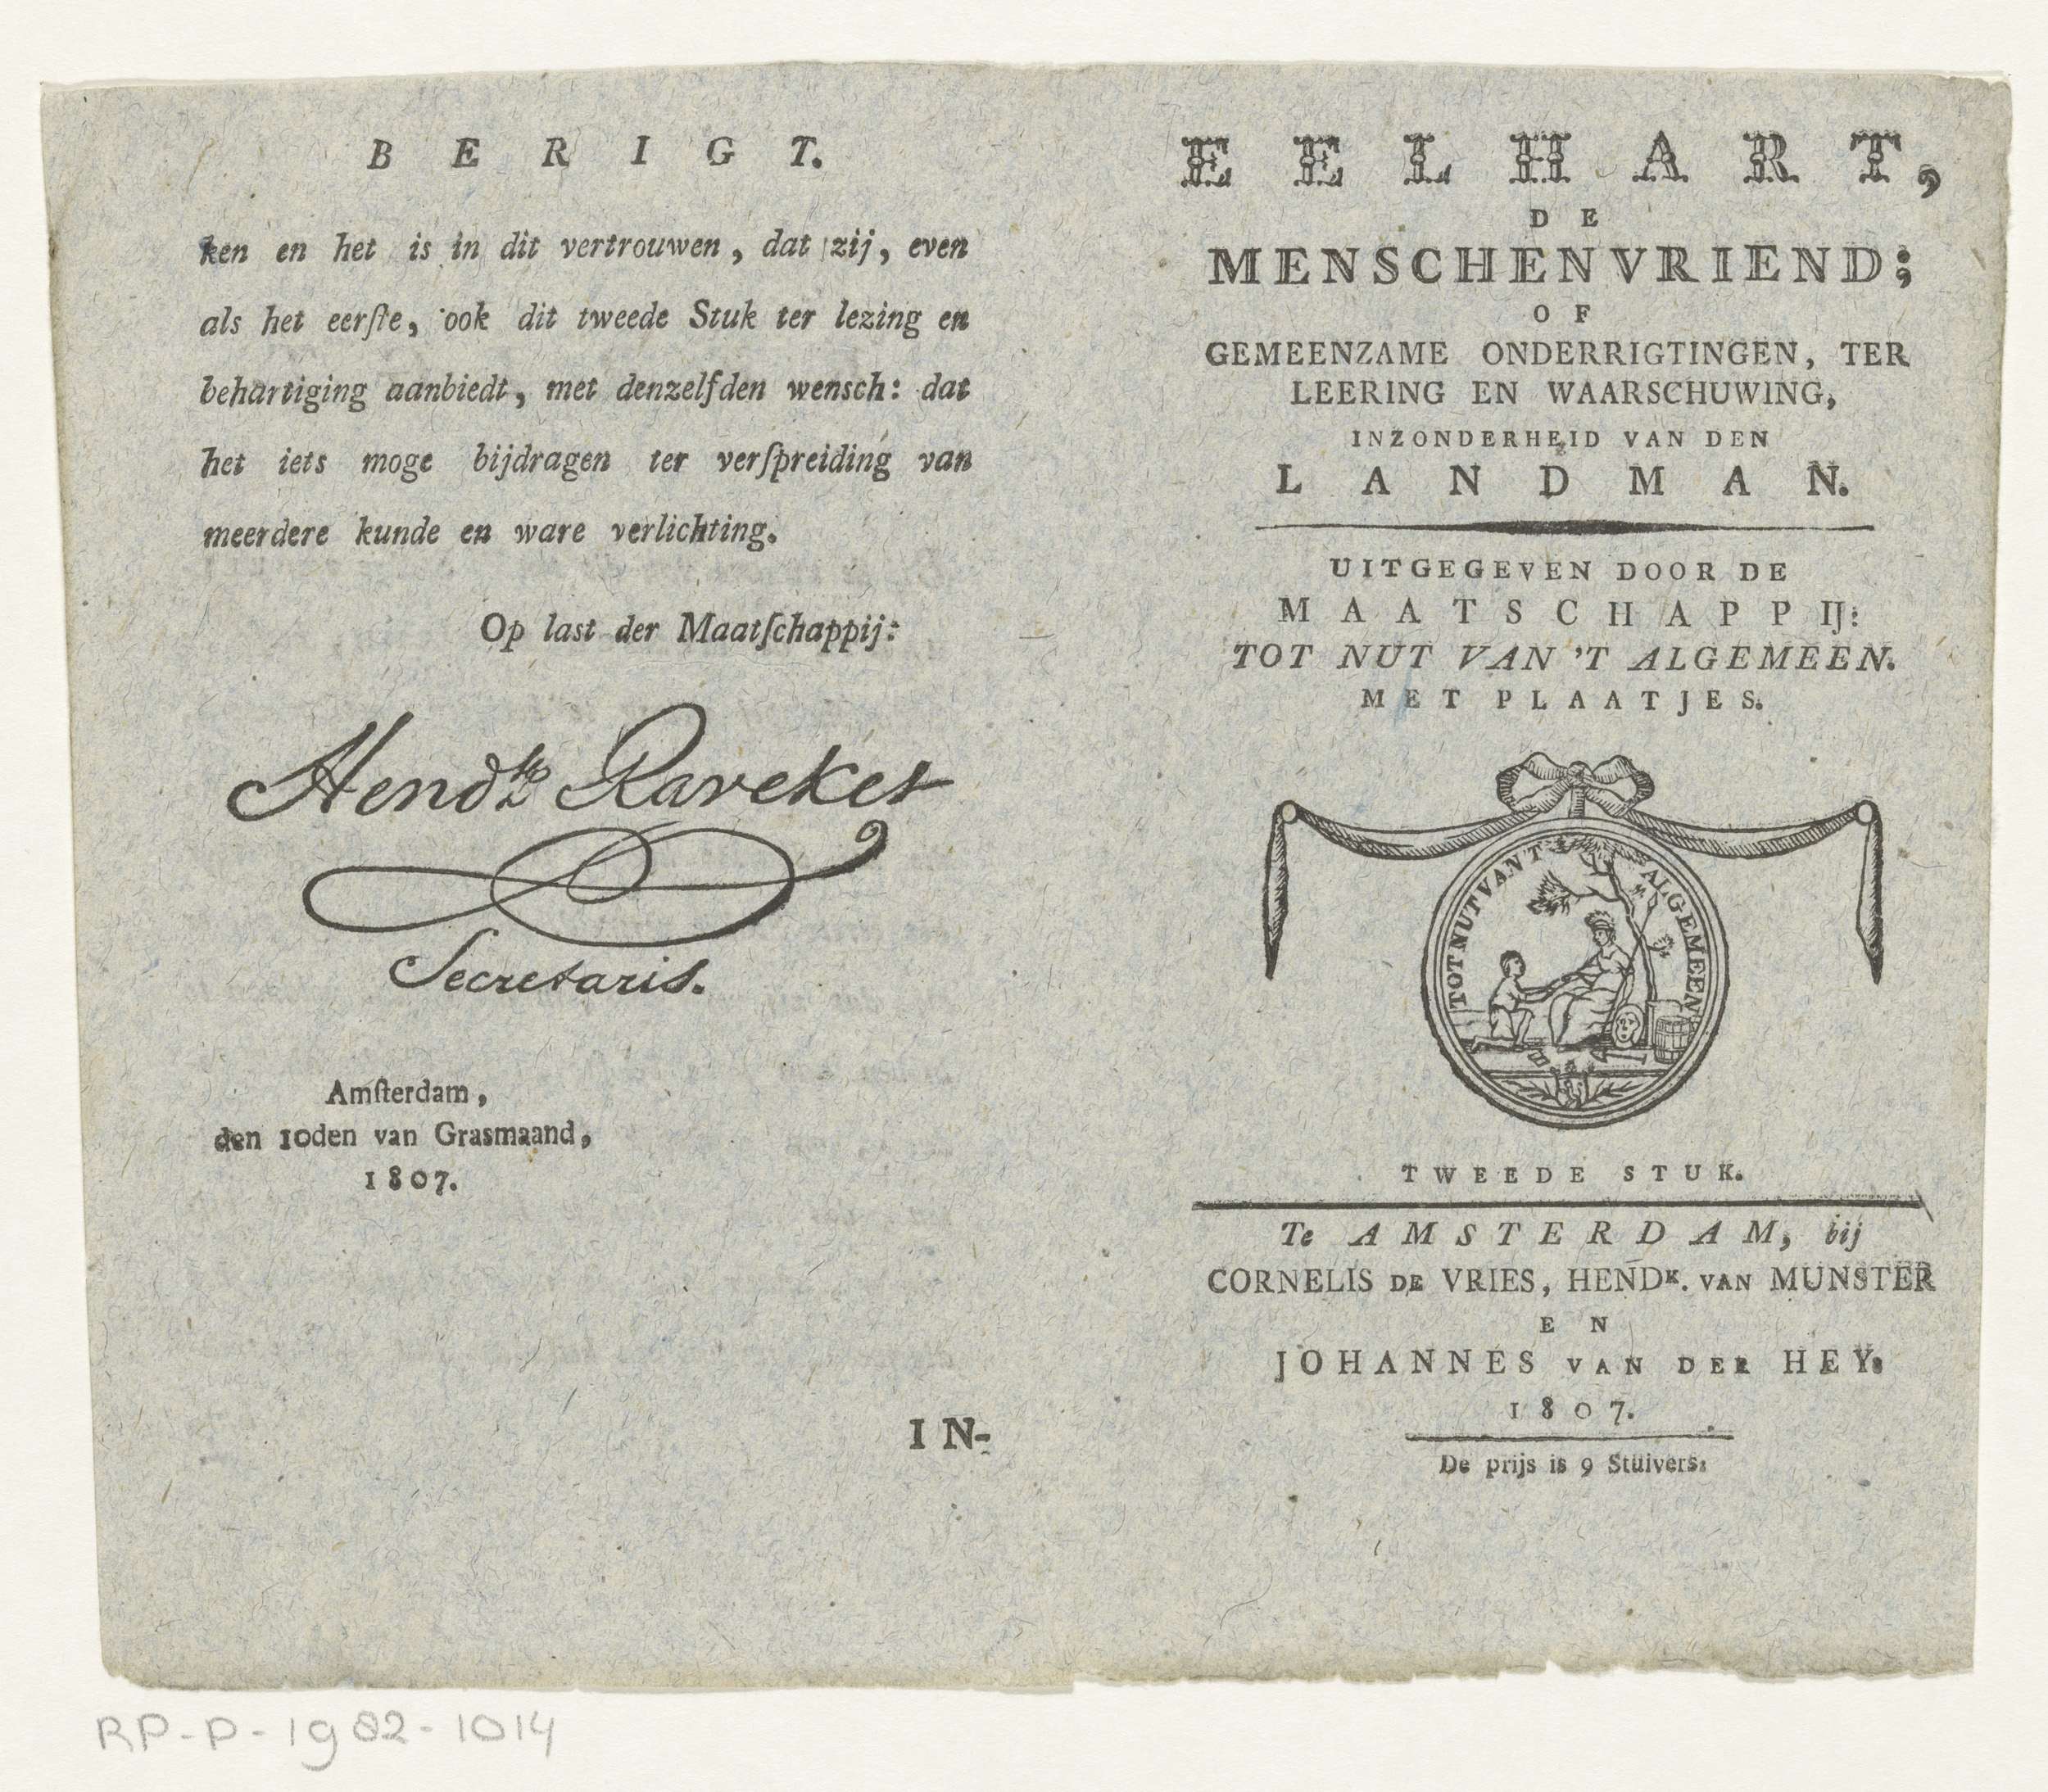 BERIGT.
ken en het is in dit vertrouwen, dat zij, even
als het eerſte, ook dit tweede Stuk ter lezing en
behartiging aanbiedt, met denzelfden wensch: dat
het iets moge bijdragen ter verſpreiding van
meerdere kunde en ware verlichting.
Op last der Maatſchappij:
Hendk Ravekes
Secretaris.
Amſterdam,
den 10den van Grasmaand,
1807.
IN-
EELHART,
DE
MENSCHENVRIEND;
OF
GEMEENZAME ONDERRIGTINGEN, TER
LEERING EN WAARSCHUWING,
INZONDERHEID VAN DEN
LANDMAN.
UITGEGEVEN DOOR DE
MAATSCHAPPIJ:
TOT NUT VAN 'T ALGEMEEN.
MET PLAATJES.
TOT NUT VAN T ALGEMEEN
TWEEDE STUK.
Te AMSTERDAM, bij
CORNELIS DE VRIES, HENDK. VAN MUNSTER
EN
JOHANNES VAN DER HEY.
1807.
De prijs is 9 Stuivers.
RP-P-1982-1014